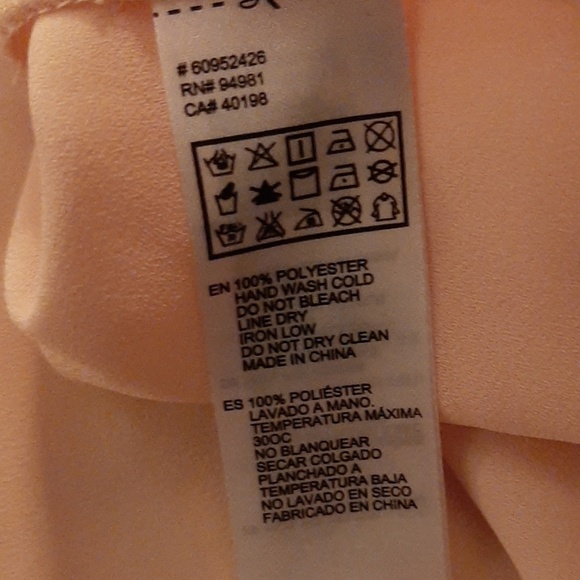 # 60952426
RN# 94981
CA# 40198
EN 100% POLYESTER
HAND WASH COLD
DO NOT BLEACH
LINE DRY
IRON LOW
DO NOT DRY CLEAN
MADE IN CHINA
ES 100% POLIÉSTER
LAVADO A MANO.
TEMPERATURA MÁXIMA
30OC
NO BLANQUEAR
SECAR COLGADO
PLANCHADO A
TEMPERATURA BAJA
NO LAVADO EN SECO
FABRICADO EN CHINA